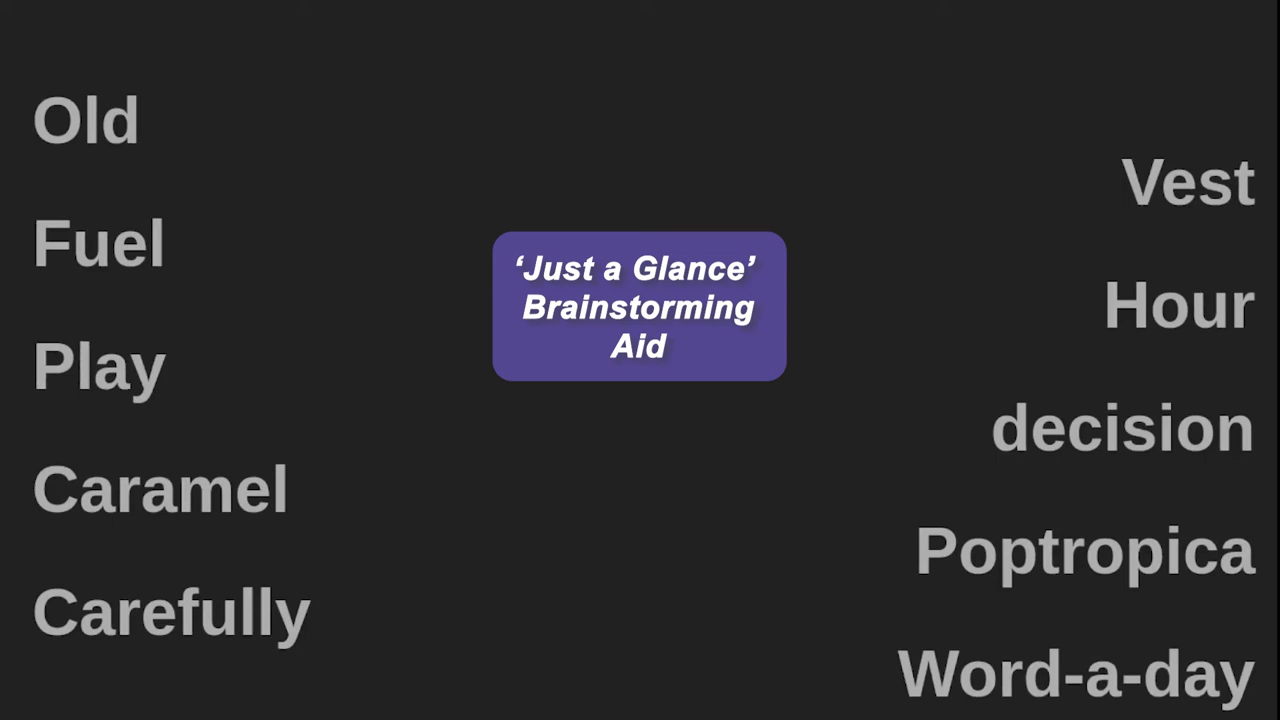 Old
Fuel
Play
Caramel
Carefully
‘Just a Glance’
Brainstorming
Aid
Vest
Hour
decision
Poptropica
Word-a-day